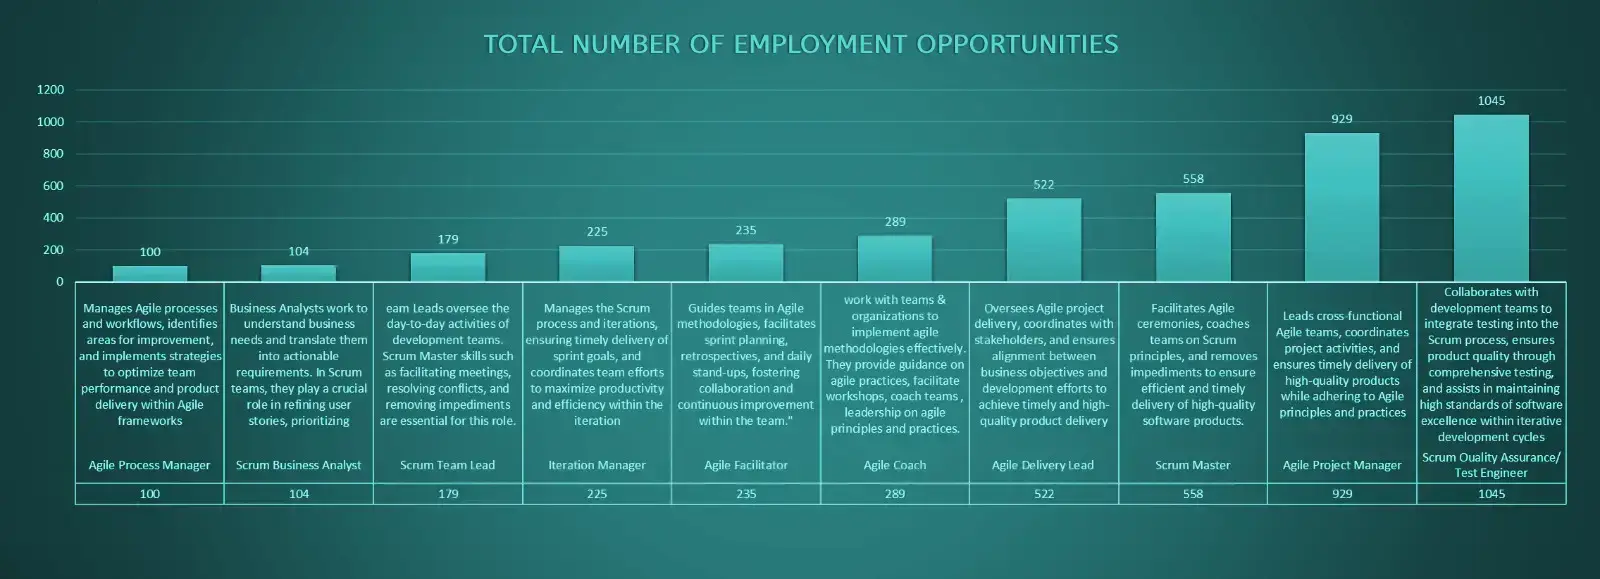 TOTAL NUMBER OF EMPLOYMENT OPPORTUNITIES
1200
1000
800
600
400
200
0
100
104
179
225
235
289
522
558
929
1045
Manages Agile processes
and workflows, identifies
areas for improvement,
and implements strategies
to optimize team
performance and product
delivery within Agile
frameworks
Agile Process Manager
100
Business Analysts work to
understand business
needs and translate them
into actionable
requirements. In Scrum
teams, they play a crucial
role in refining user
stories, prioritizing
Scrum Business Analyst
104
eam Leads oversee the
day-to-day activities of
development teams.
Scrum Master skills such
as facilitating meetings,
resolving conflicts, and
removing impediments
are essential for this role.
Scrum Team Lead
179
Manages the Scrum
process and iterations,
ensuring timely delivery of
sprint goals, and
coordinates team efforts
to maximize productivity
and efficiency within the
iteration
Iteration Manager
225
Guides teams in Agile
methodologies, facilitates
sprint planning,
retrospectives, and daily
stand-ups, fostering
collaboration and
continuous improvement
within the team."
Agile Facilitator
235
work with teams &
organizations to
implement agile
methodologies effectively.
They provide guidance on
agile practices, facilitate
workshops, coach teams ,
leadership on agile
principles and practices.
Agile Coach
289
Oversees Agile project
delivery, coordinates with
stakeholders, and ensures
alignment between
business objectives and
development efforts to
achieve timely and high-
quality product delivery
Agile Delivery Lead
522
Facilitates Agile
ceremonies, coaches
teams on Scrum
principles, and removes
impediments to ensure
efficient and timely
delivery of high-quality
software products.
Scrum Master
558
Leads cross-functional
Agile teams, coordinates
project activities, and
ensures timely delivery of
high-quality products
while adhering to Agile
principles and practices
Agile Project Manager
929
Collaborates with
development teams to
integrate testing into the
Scrum process, ensures
product quality through
comprehensive testing,
and assists in maintaining
high standards of software
excellence within iterative
development cycles
Scrum Quality Assurance/
Test Engineer
1045